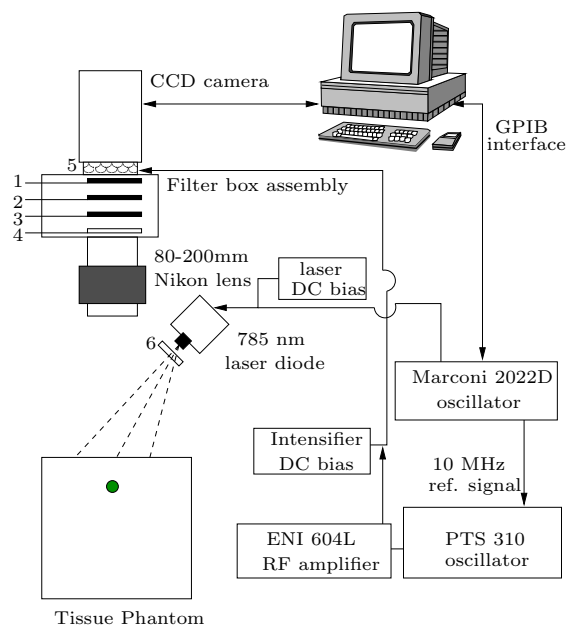 CCD camera
GPIB
interface
5
1
2
3
4
Filter box assembly
80-200mm
Nikon lens
laser
DC bias
6
785 nm
laser diode
Marconi 2022D
oscillator
Intensifier
DC bias
10 MHz
ref. signal
ENI 604L
RF amplifier
PTS 310
oscillator
Tissue Phantom